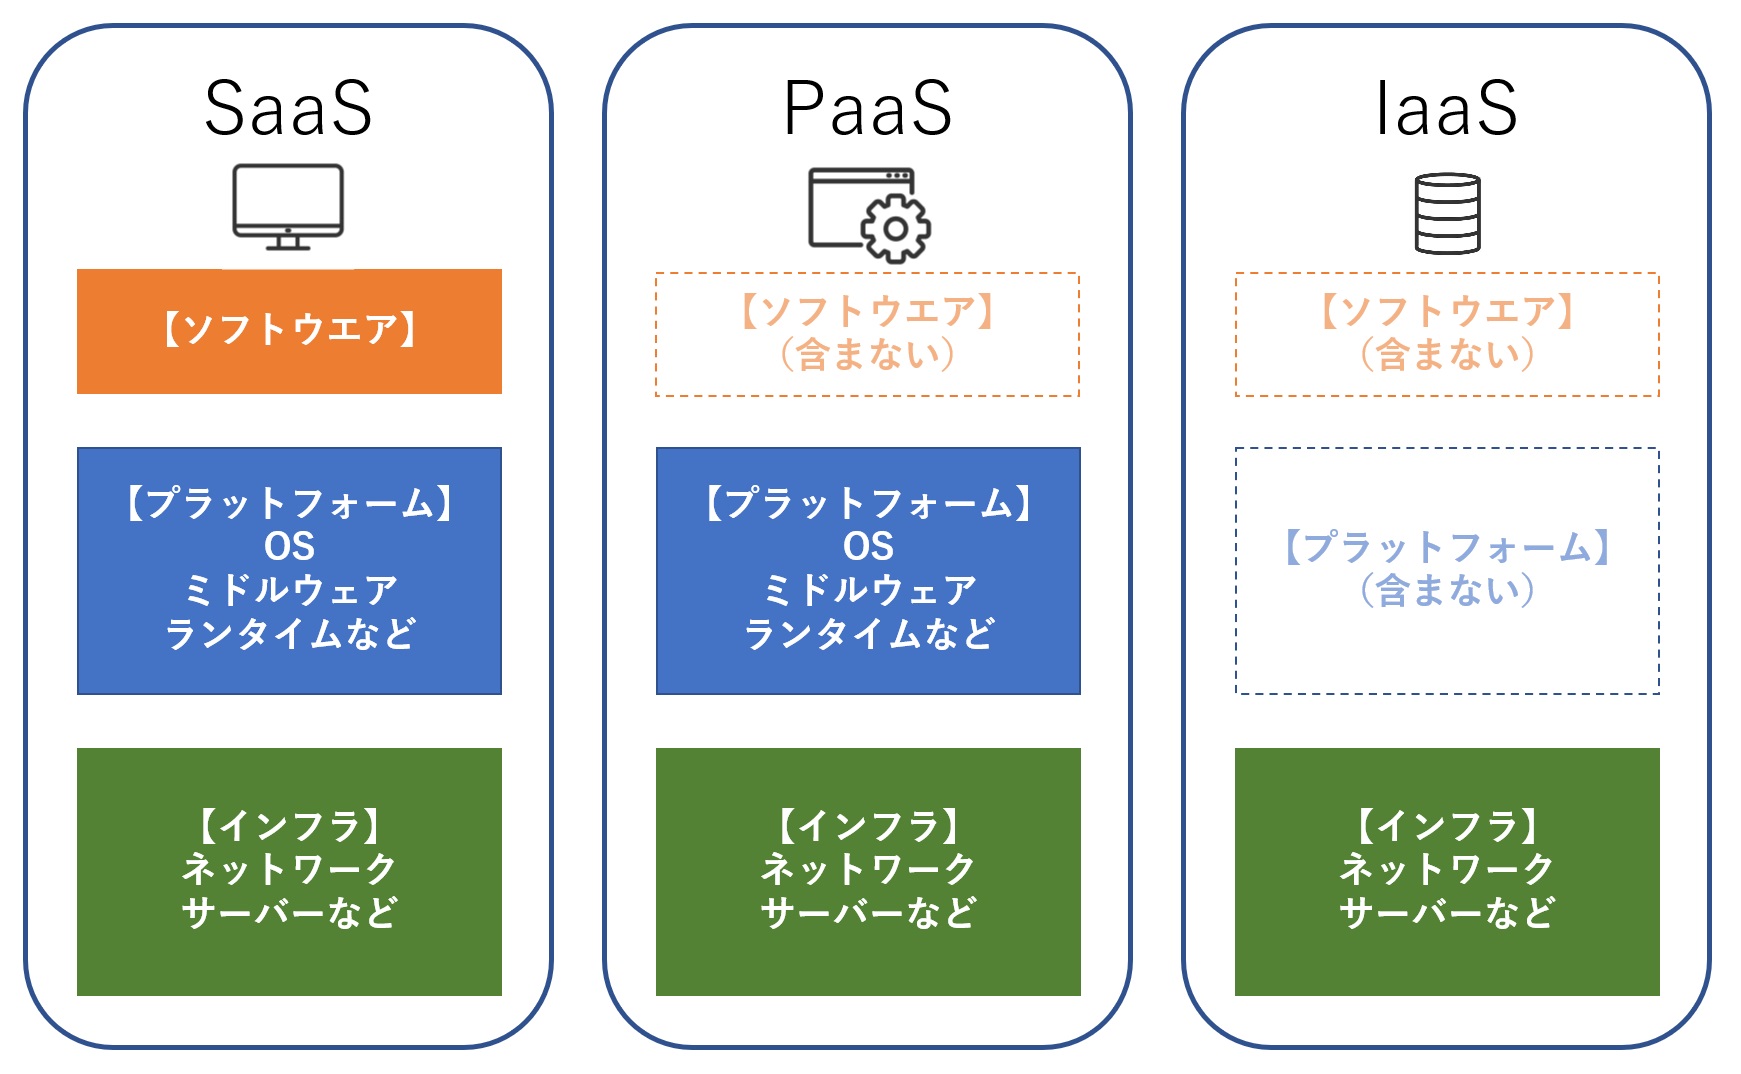 SaaS
【ソフトウエア】
【プラットフォーム】
OS
ミドルウェア
ランタイムなど
【インフラ】
ネットワーク
サーバーなど
PaaS
【ソフトウエア】
（含まない）
【プラットフォーム】
OS
ミドルウェア
ランタイムなど
【インフラ】
ネットワーク
サーバーなど
IaaS
【ソフトウエア】
（含まない）
【プラットフォーム】
（含まない）
【インフラ】
ネットワーク
サーバーなど